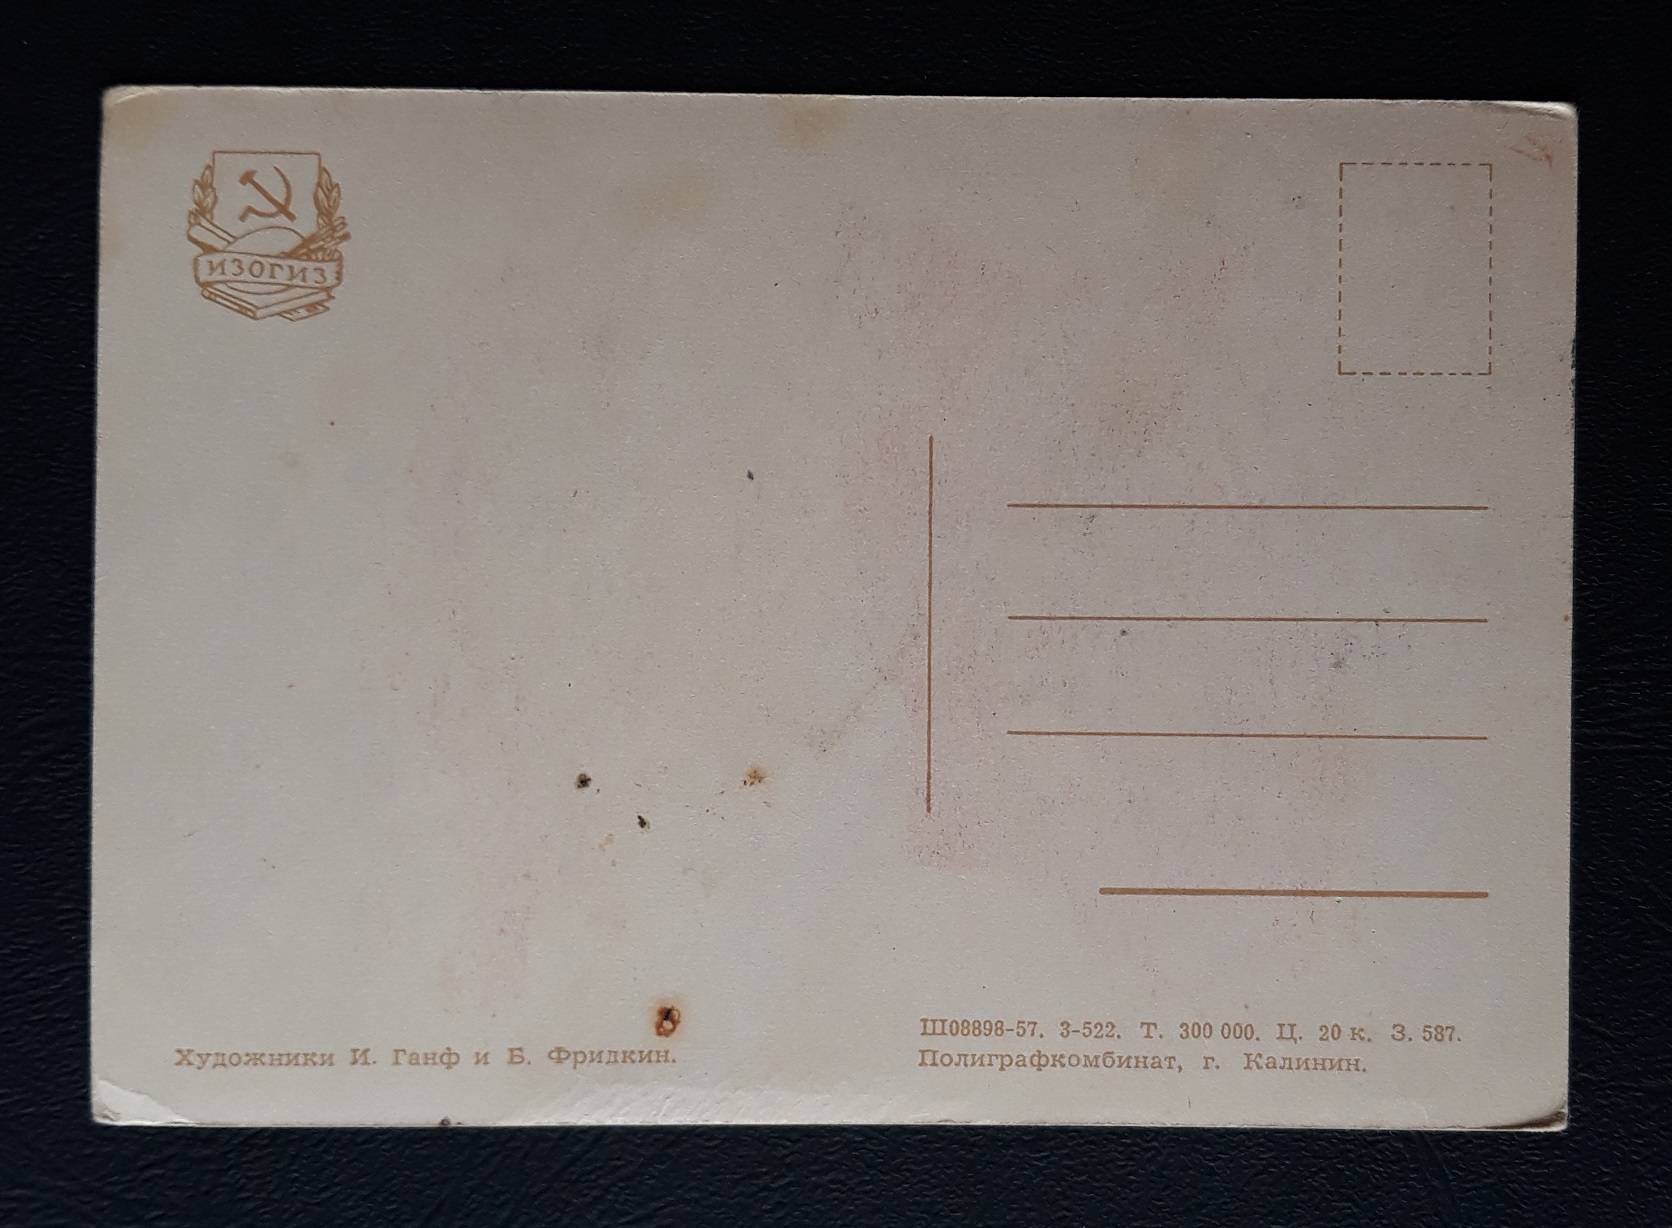 ИЗОГИЗ
Художники И. Ганф и Б. Фридкин.
Ш08898-57. 3-522. Т. 300 000. Ц. 20 к. З. 587.
Полиграфкомбинат, г. Калинин.